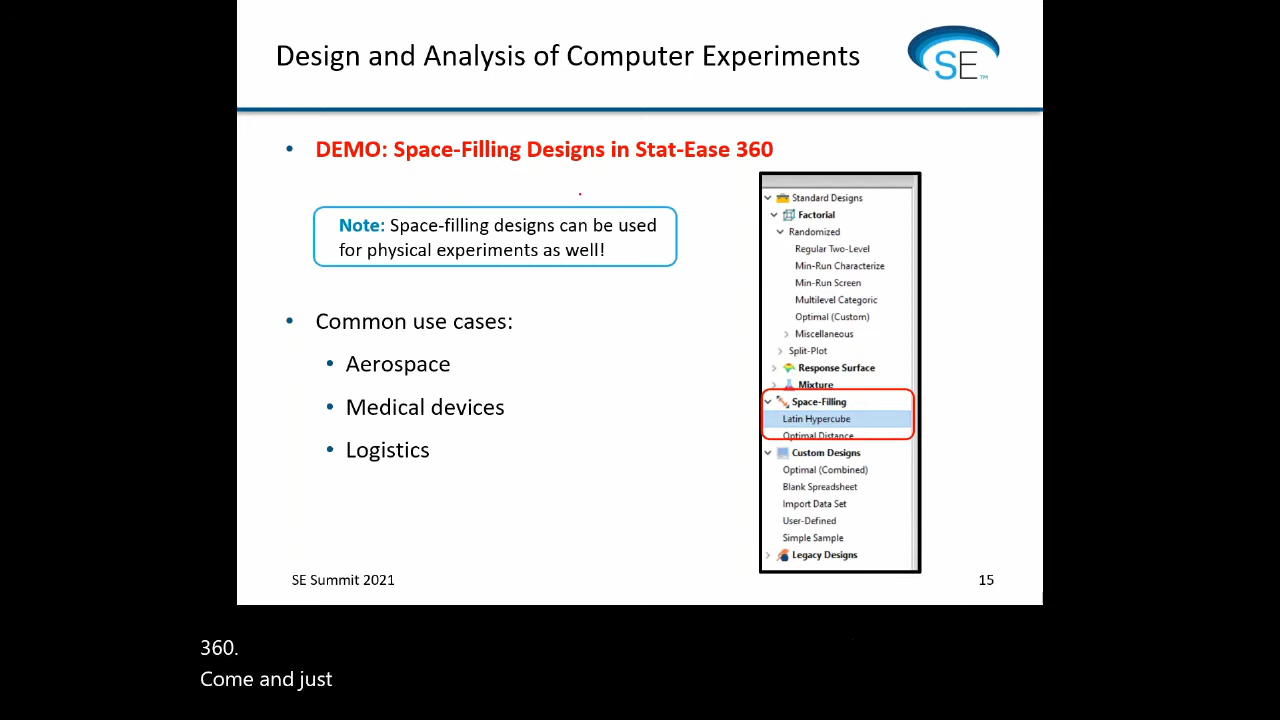 Design and Analysis of Computer Experiments
SE™
• DEMO: Space-Filling Designs in Stat-Ease 360
Note: Space-filling designs can be used
for physical experiments as well!
• Common use cases:
• Aerospace
• Medical devices
• Logistics
Standard Designs
Factorial
Randomized
Regular Two-Level
Min-Run Characterize
Min-Run Screen
Multilevel Categoric
Optimal (Custom)
Miscellaneous
Split-Plot
Response Surface
Mixture
Space-Filling
Latin Hypercube
Optimal Distance
Custom Designs
Optimal (Combined)
Blank Spreadsheet
Import Data Set
User-Defined
Simple Sample
Legacy Designs
SE Summit 2021
15
360.
Come and just